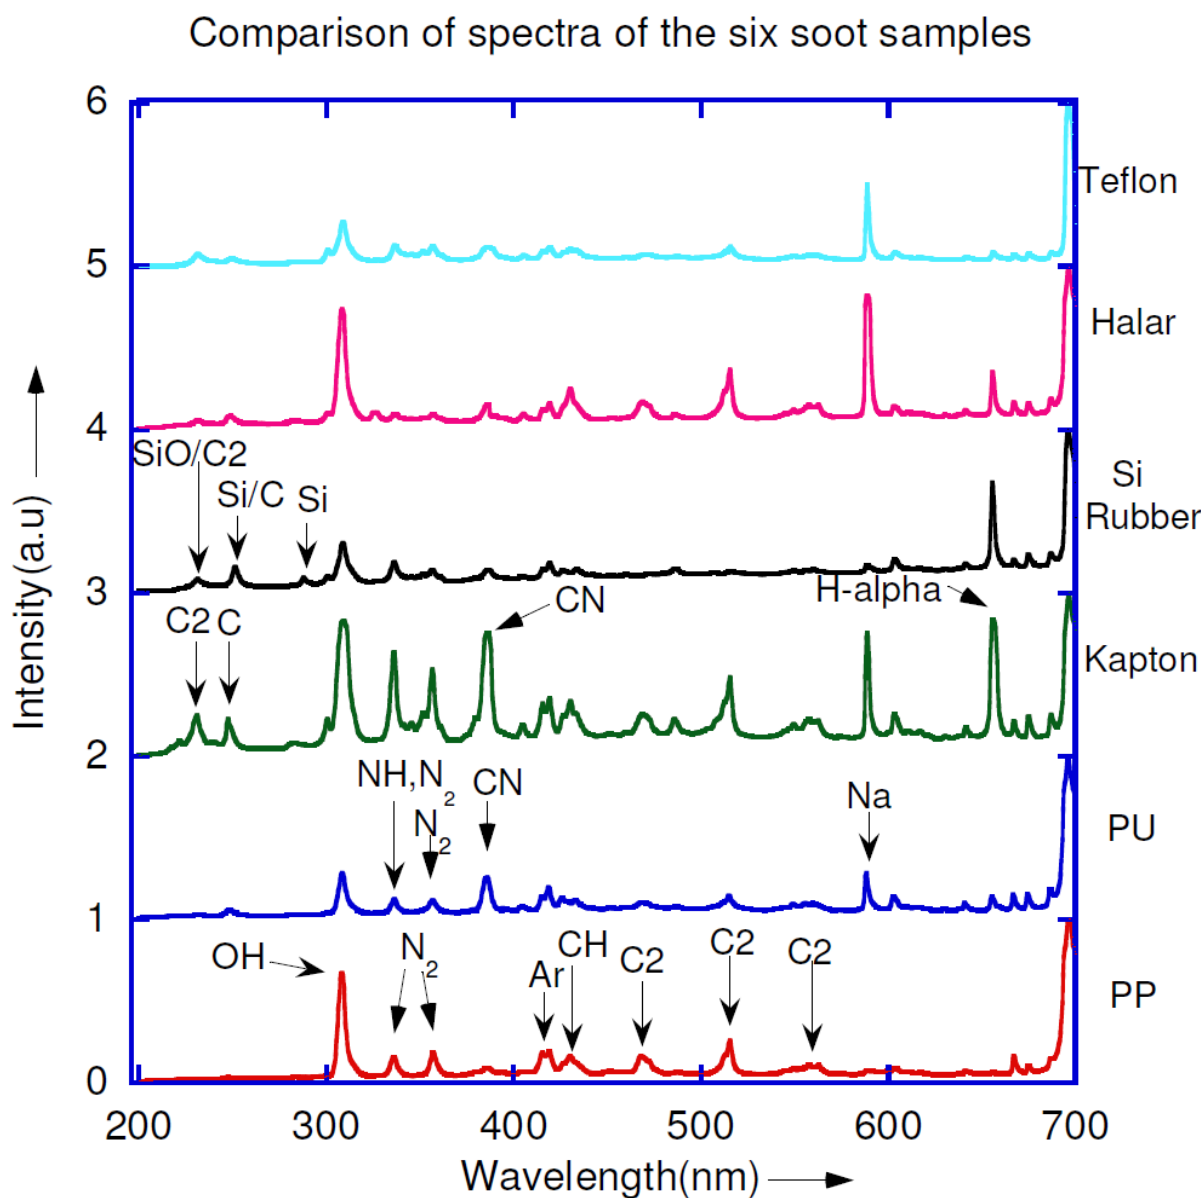 Comparison of spectra of the six soot samples
6
Teflon
5
Halar
4
SiO/C2
Si/C Si
Si
Rubber
Intensity(a.u)
3
C2 C
CN
H-alpha
Kapton
2
NH,N2
CN
N2
Na
PU
1
OH
N2
Ar
CH
C2
C2
C2
PP
0
200 300 400 500 600 700
Wavelength(nm)